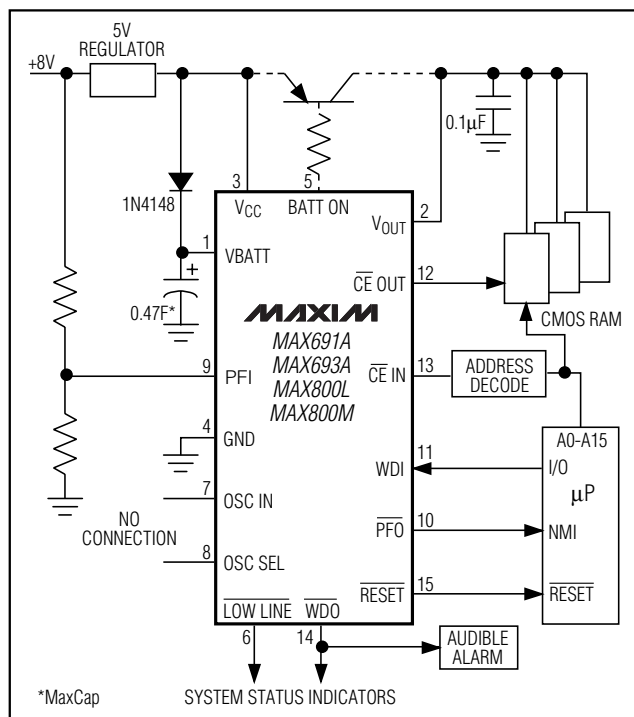 5V
REGULATOR
+8V
0.1μF
3
5
1N4148
VCC
BATT ON
2
VOUT
1
VBATT
12
CE OUT
+
0.47F*
MAXIM
CMOS RAM
MAX691A
MAX693A
MAX800L
MAX800M
9
PFI
13
CE IN
ADDRESS
DECODE
4
GND
A0-A15
11
WDI
I/O
μP
7
OSC IN
NO
CONNECTION
10
PFO
NMI
8
OSC SEL
15
RESET
RESET
LOW LINE
WDO
6
14
AUDIBLE
ALARM
*MaxCap
SYSTEM STATUS INDICATORS